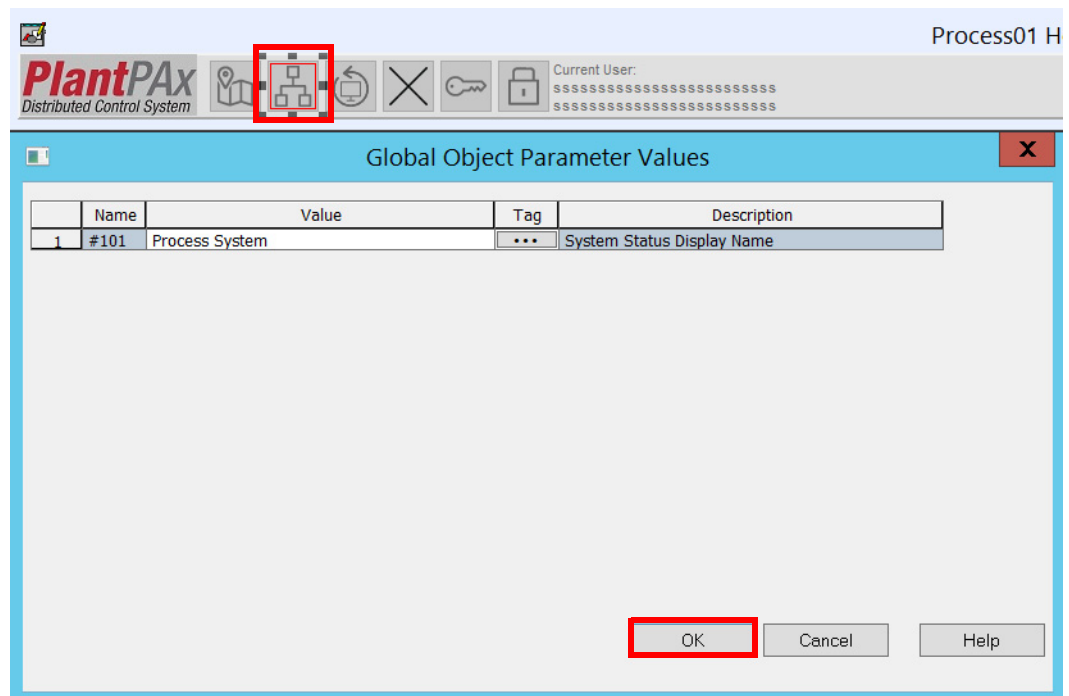 Process01 H
PlantPAx
Distributed Control System
Current User:
sssssssssssssssssssssssss
sssssssssssssssssssssssss
Global Object Parameter Values
X
Name Value Tag Description
1 #101 Process System ... System Status Display Name
OK Cancel Help